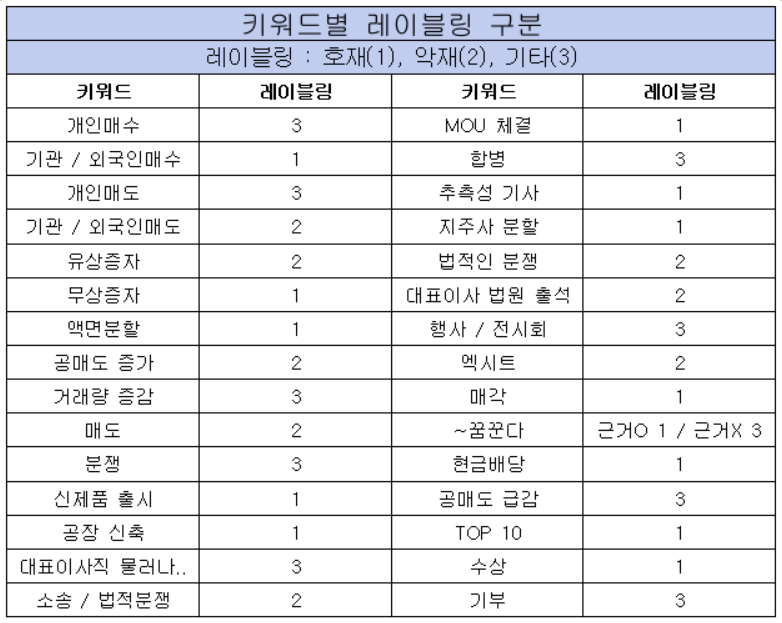 키워드별 레이블링 구분
레이블링 : 호재(1), 악재(2), 기타(3)
키워드 레이블링 키워드 레이블링
개인매수 3 MOU 체결 1
기관 / 외국인매수 1 합병 3
개인매도 3 추측성 기사 1
기관 / 외국인매도 2 지주사 분할 1
유상증자 2 법적인 분쟁 2
무상증자 1 대표이사 법원 출석 2
액면분할 1 행사 / 전시회 3
공매도 증가 2 엑시트 2
거래량 증감 3 매각 1
매도 2 ~꿈꾼다 근거O 1 / 근거X 3
분쟁 3 현금배당 1
신제품 출시 1 공매도 급감 3
공장 신축 1 TOP 10 1
대표이사직 물러나.. 3 수상 1
소송 / 법적분쟁 2 기부 3